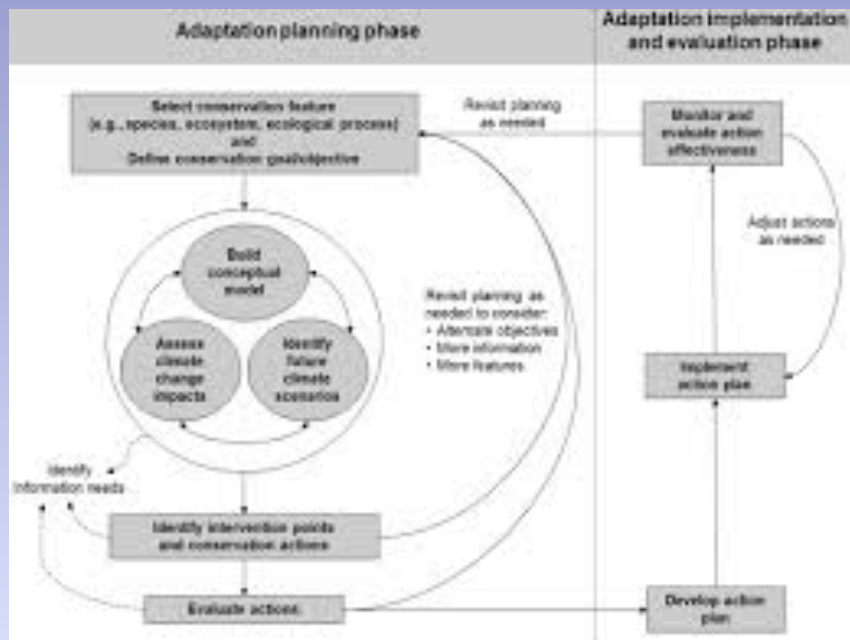 Adaptation planning phase
Adaptation implementation
and evaluation phase
Select conservation feature
(e.g., species, ecosystem, ecological process)
and
Define conservation goal/objective
Revisit planning
as needed
Monitor and
evaluate action
effectiveness
Build
conceptual
model
Adjust actions
as needed
Assess
climate
change
impacts
Identify
future
climate
scenarios
Revisit planning as
needed to consider:
• Alternate objectives
• More information
• More features
Implement
action plan
Identify
Information needs
Identify intervention points
and conservation actions
Evaluate actions
Develop action
plan